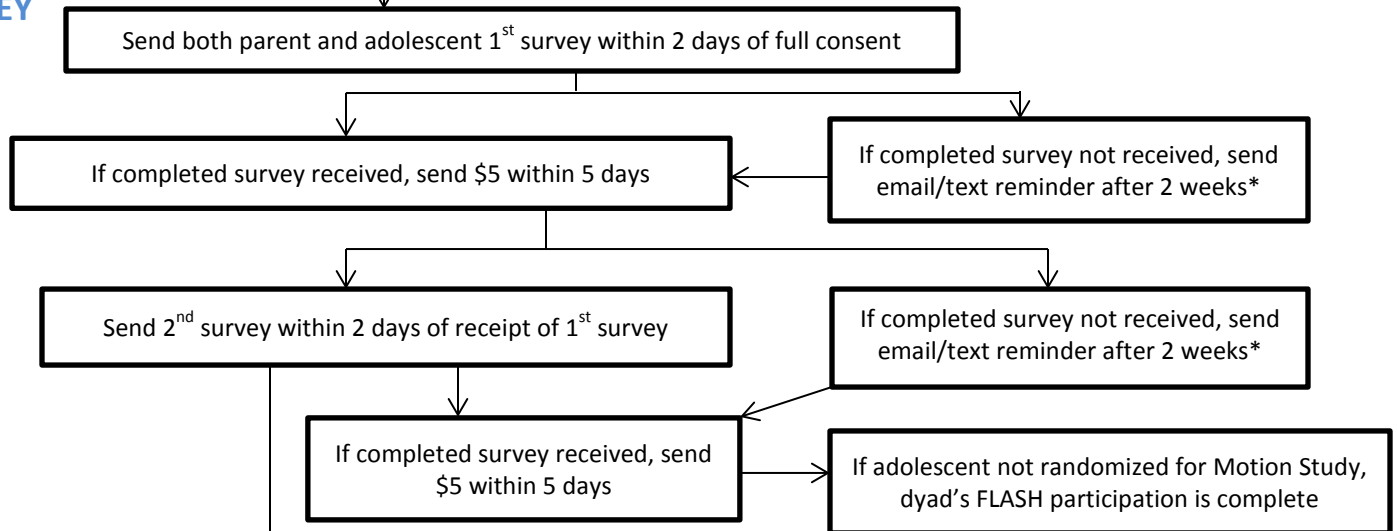 EY
Send both parent and adolescent 1st survey within 2 days of full consent
If completed survey received, send $5 within 5 days
If completed survey not received, send
email/text reminder after 2 weeks*
Send 2nd survey within 2 days of receipt of 1st survey
If completed survey not received, send
email/text reminder after 2 weeks*
If completed survey received, send
$5 within 5 days
If adolescent not randomized for Motion Study,
dyad's FLASH participation is complete